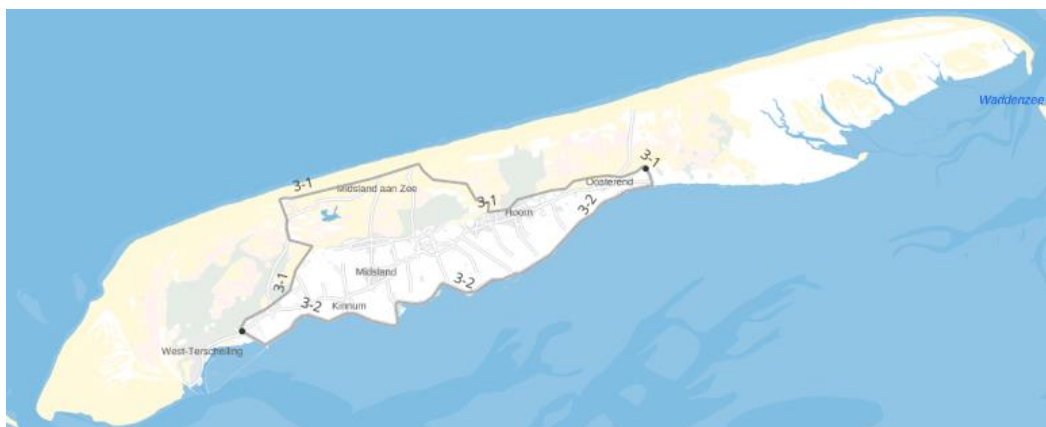 Waddenzee
3-1
Oosterend
3-1
Midsland aan Zee
3-1
Hoorn
3-2
Midsland
3-1
3-2
3-2
Kinnum
West-Terschelling